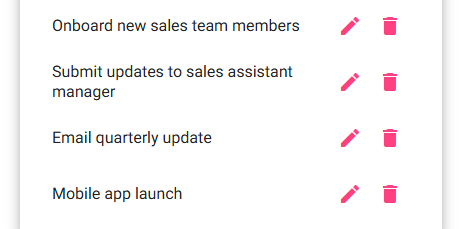 Onboard new sales team members
Submit updates to sales assistant
manager
Email quarterly update
Mobile app launch